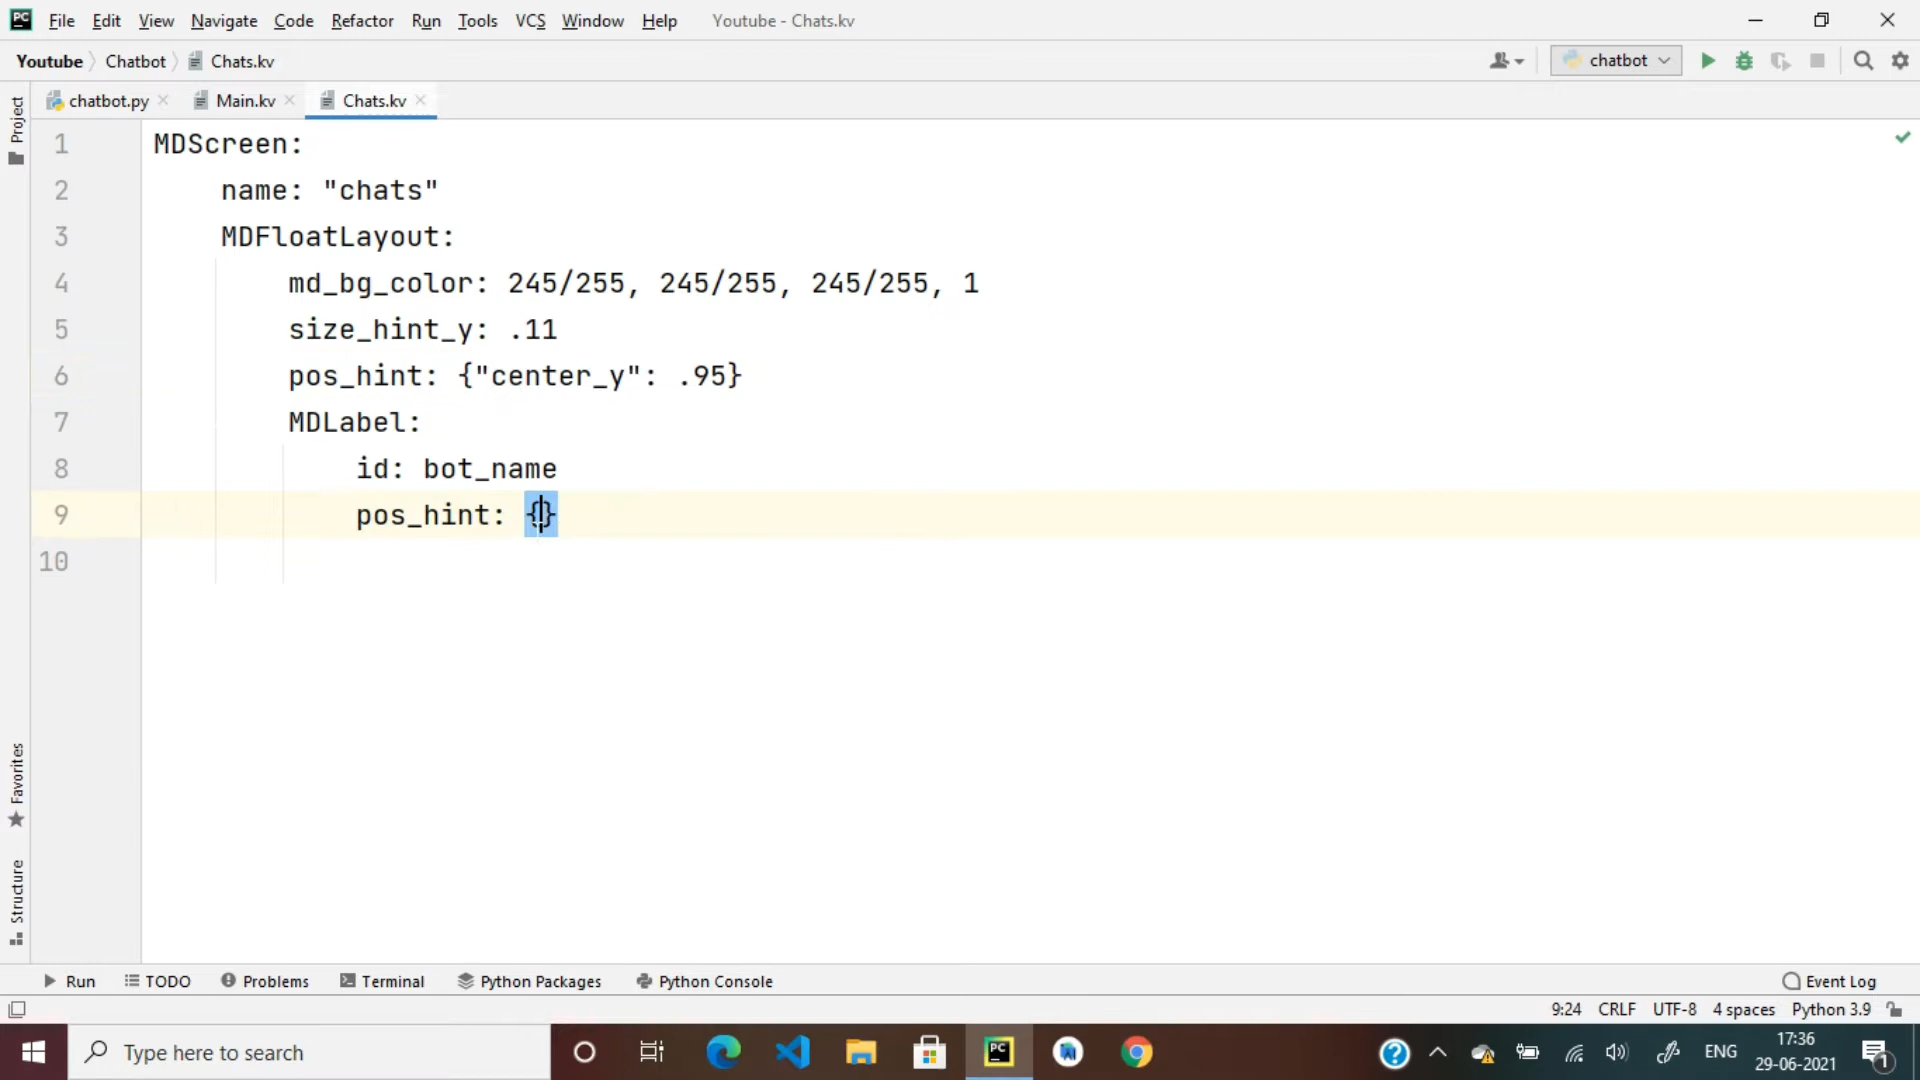 PC File Edit View Navigate Code Refactor Run Tools VCS Window Help Youtube - Chats.kv
Youtube Chatbot Chats.kv chatbot
chatbot.py Main.kv Chats.kv
Project
1 MDScreen:
2 name: "chats"
3 MDFloatLayout:
4 md_bg_color: 245/255, 245/255, 245/255, 1
5 size_hint_y: .11
6 pos_hint: {"center_y": .95}
7 MDLabel:
8 id: bot_name
9 pos_hint: {}
10
Favorites
Structure
Run TODO Problems Terminal Python Packages Python Console Event Log
9:24 CRLF UTF-8 4 spaces Python 3.9
Type here to search PC ENG 17:36
29-06-2021 1